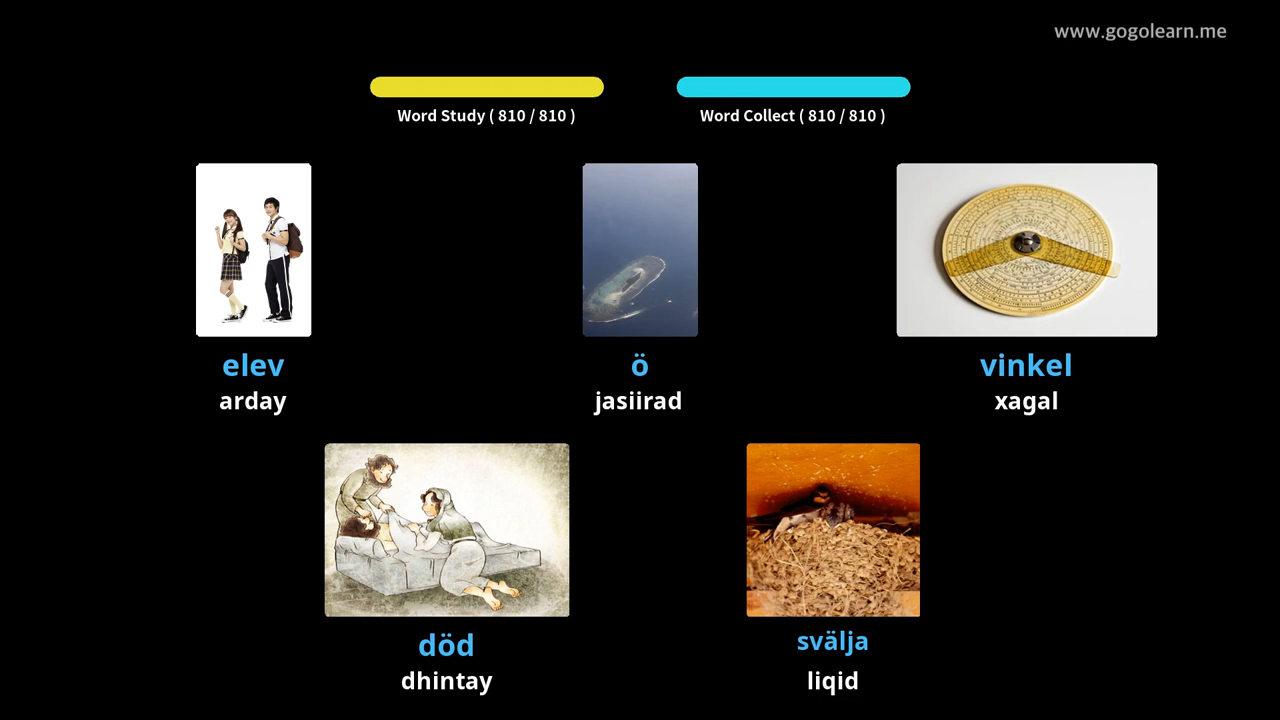 www.gogolearn.me
Word Study ( 810 / 810 )
Word Collect ( 810 / 810 )
elev
arday
ö
jasiirad
vinkel
xagal
död
dhintay
svälja
liqid